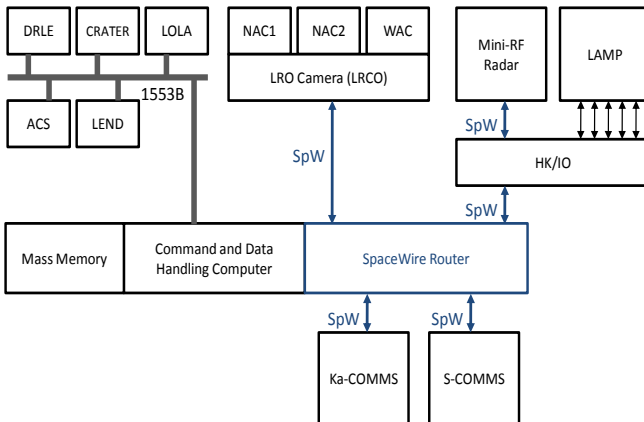 DRLE
CRATER
LOLA
NAC1
NAC2
WAC
Mini-RF
Radar
LAMP
LRO Camera (LRCO)
1553B
ACS
LEND
SpW
SpW
HK/IO
SpW
Mass Memory
Command and Data
Handling Computer
SpaceWire Router
SpW
SpW
Ka-COMMS
S-COMMS